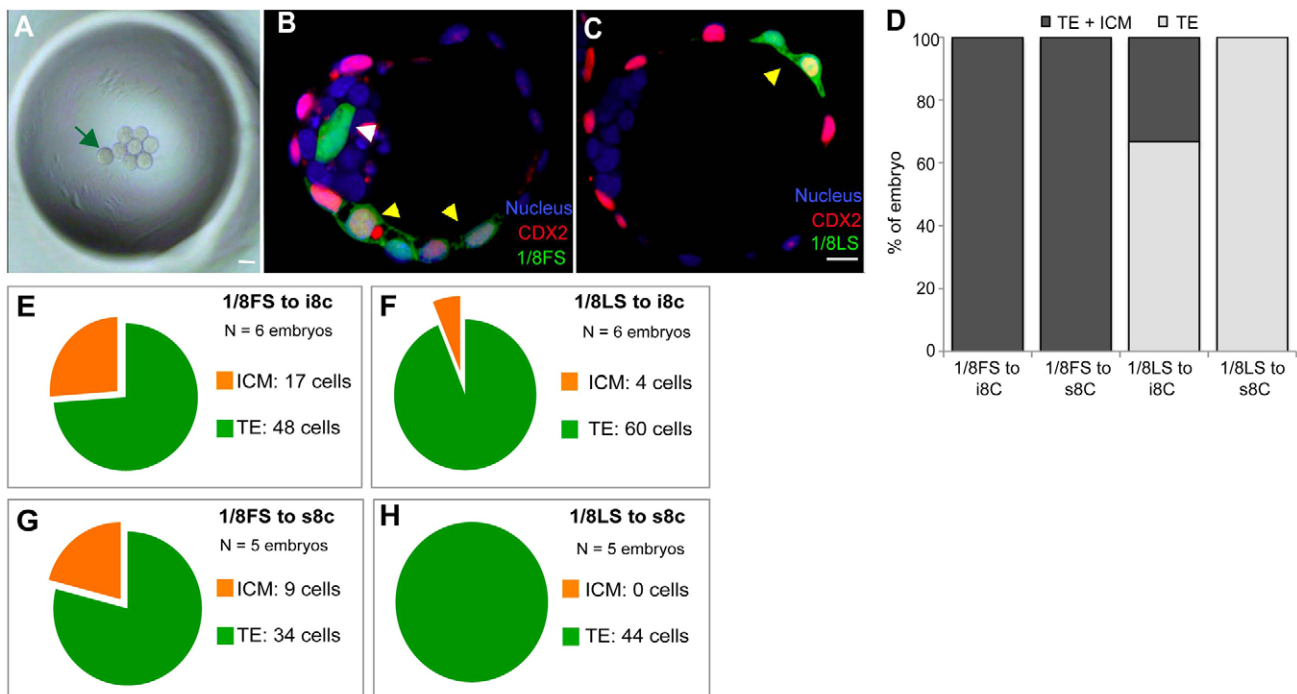 A
B
Nucleus
CDX2
1/8FS
C
Nucleus
CDX2
1/8LS
D
TE + ICM
TE
% of embryo
100
80
60
40
20
0
1/8FS to
i8C
1/8FS to
s8C
1/8LS to
i8C
1/8LS to
s8C
E
1/8FS to i8c
N = 6 embryos
ICM: 17 cells
TE: 48 cells
F
1/8LS to i8c
N = 6 embryos
ICM: 4 cells
TE: 60 cells
G
1/8FS to s8c
N = 5 embryos
ICM: 9 cells
TE: 34 cells
H
1/8LS to s8c
N = 5 embryos
ICM: 0 cells
TE: 44 cells